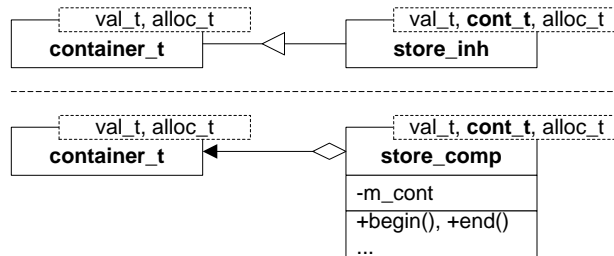 val_t, alloc_t
val_t, cont_t, alloc_t
container_t
store_inh
val_t, alloc_t
val_t, cont_t, alloc_t
container_t
store_comp
-m_cont
+begin(), +end()
...